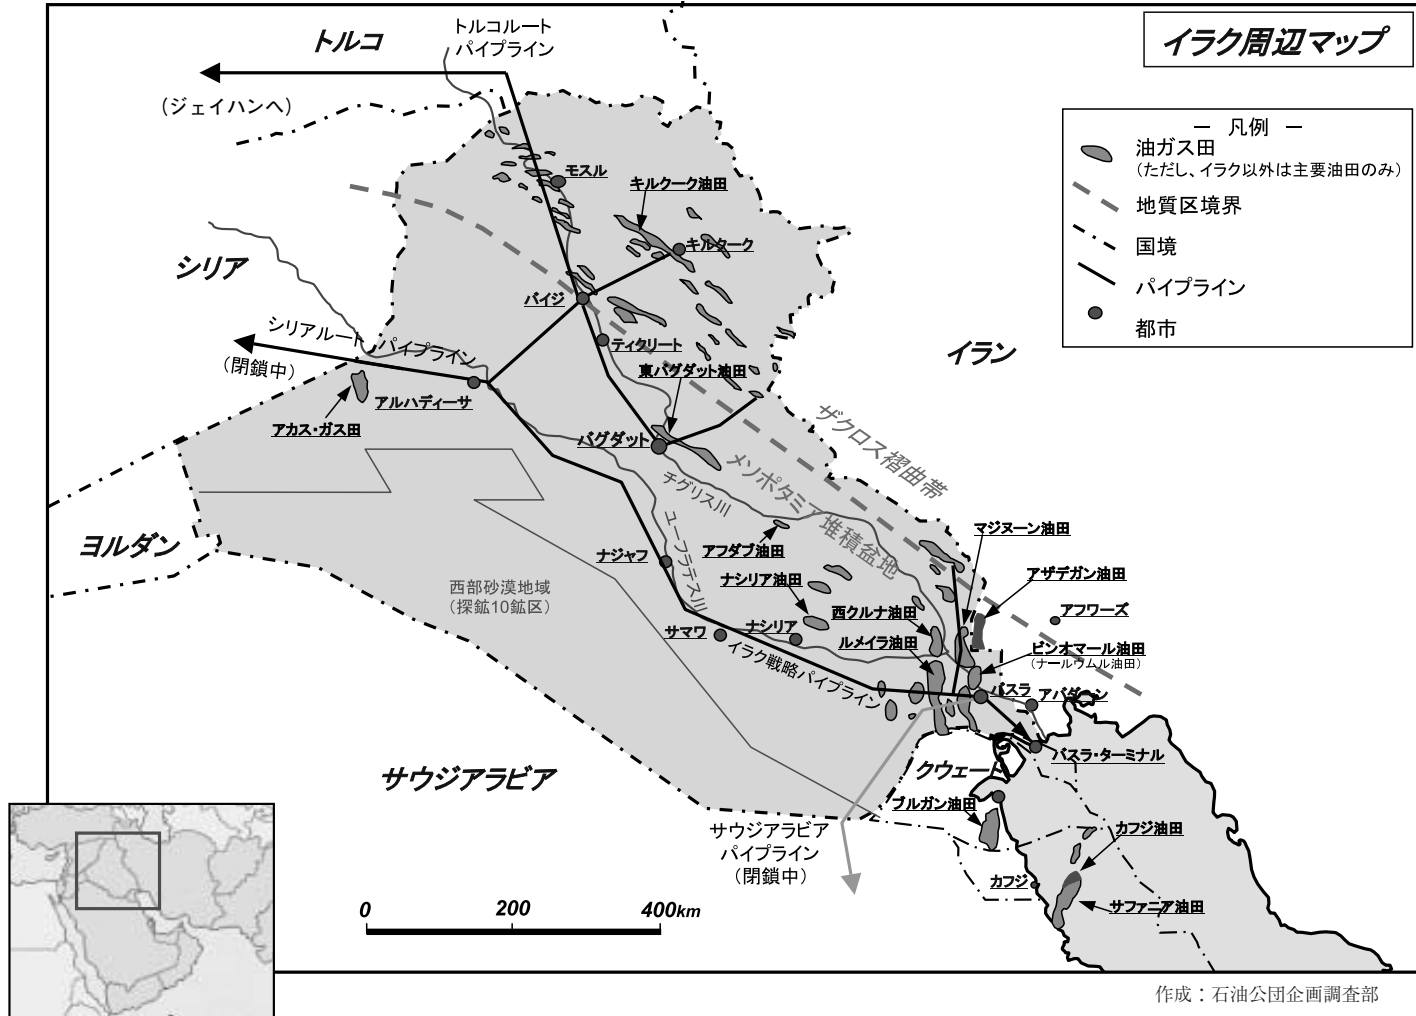 イラク周辺マップ
― 凡例 ―
油ガス田
（ただし、イラク以外は主要油田のみ）
地質区境界
国境
パイプライン
都市
トルコ
トルコルート
パイプライン
（ジェイハンへ）
モスル
キルクーク油田
キルクーク
シリア
バイジ
シリアルート パイプライン
（閉鎖中）
ティクリート
イラン
東バグダット油田
アルハディーサ
アカス・ガス田
バグダット
ザクロス褶曲帯
メソポタミア堆積盆地
チグリス川
ユーフラテス川
ヨルダン
アフダブ油田
マジヌーン油田
ナジャフ
ナシリア油田
アザデガン油田
西部砂漠地域
（探鉱10鉱区）
西クルナ油田
アフワーズ
サマワ
ナシリア
ルメイラ油田
ビンオマール油田
（ナールウムル油田）
イラク戦略パイプライン
バスラ
アバダーン
バスラ・ターミナル
サウジアラビア
クウェート
ブルガン油田
サウジアラビア
パイプライン
（閉鎖中）
カフジ油田
カフジ
サファニア油田
0 200 400km
作成：石油公団企画調査部